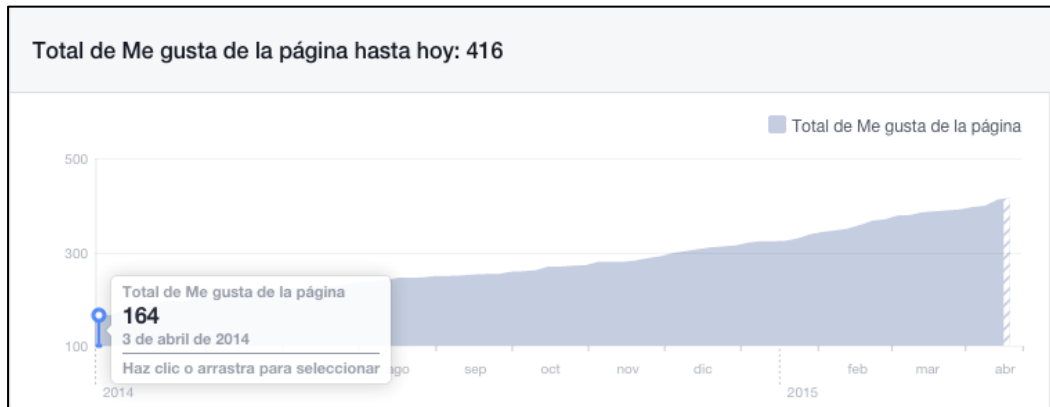 Total de Me gusta de la página hasta hoy: 416
Total de Me gusta de la página
500
300
100
Total de Me gusta de la página
164
3 de abril de 2014
Haz clic o arrastra para seleccionar
sep oct nov dic feb mar abr
2014 2015